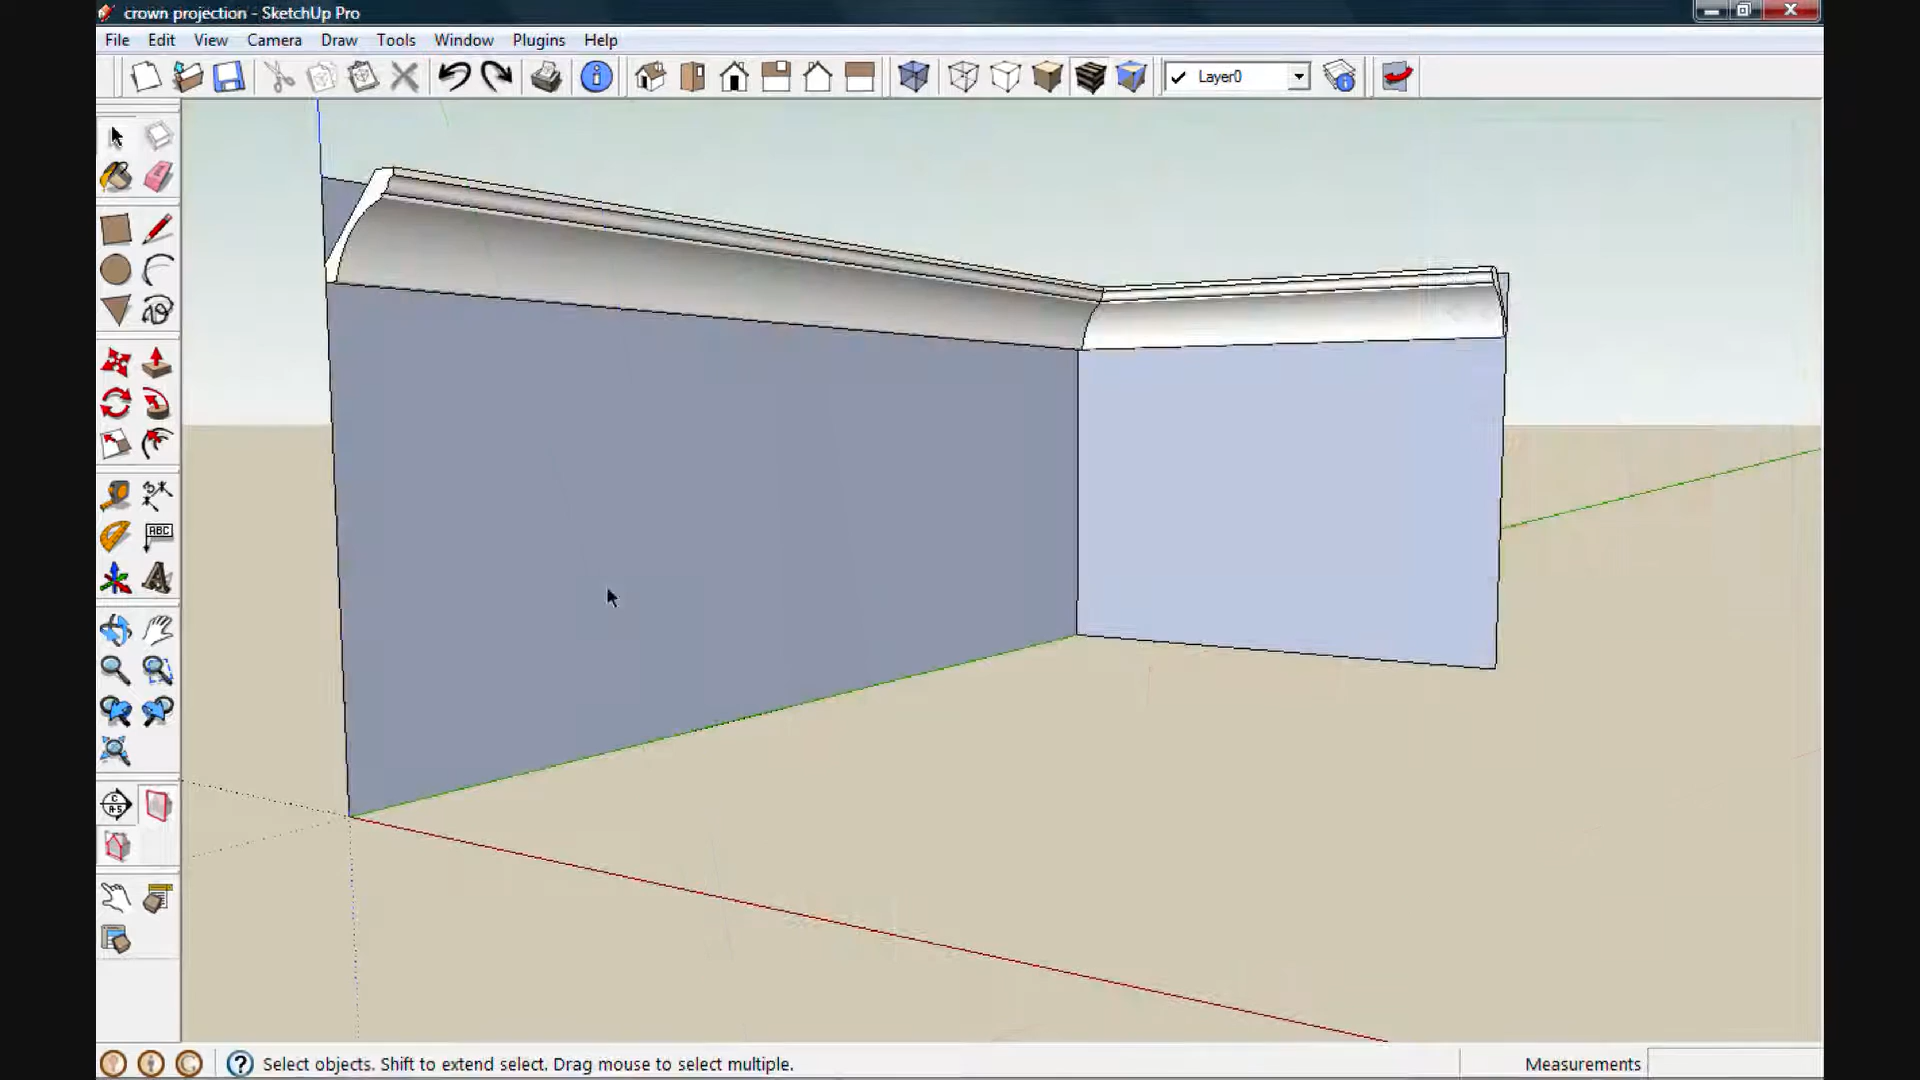 crown projection - SketchUp Pro
File Edit View Camera Draw Tools Window Plugins Help
Layer0
ABC
C
A-5
Select objects. Shift to extend select. Drag mouse to select multiple.
Measurements